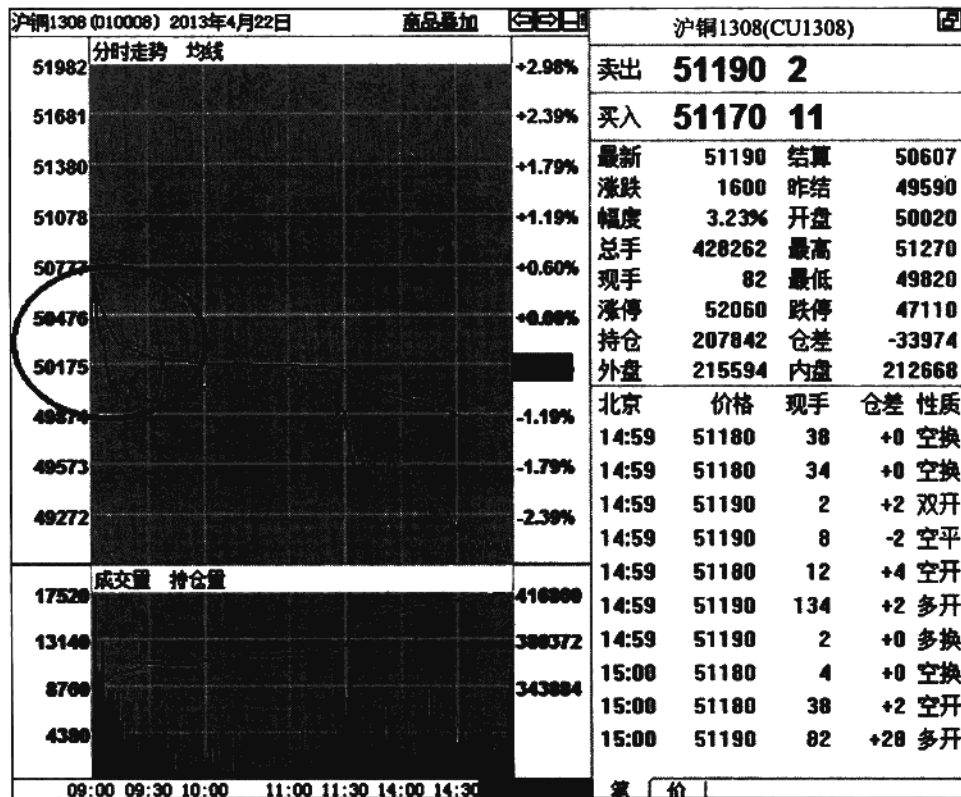 沪铜1308 (010008) 2013年4月22日 商品叠加
分时走势 均线
51982 +2.98%
51681 +2.39%
51380 +1.79%
51078 +1.19%
50777 +0.60%
50476 +0.00%
50175
49874 -1.19%
49573 -1.79%
49272 -2.39%
成交量 持仓量
17520
13140 380372
8760 343884
4380
09:00 09:30 10:00 11:00 11:30 14:00 14:30
沪铜1308(CU1308)
卖出 51190 2
买入 51170 11
最新 51190 结算 50607
涨跌 1600 昨结 49590
幅度 3.23% 开盘 50020
总手 428262 最高 51270
现手 82 最低 49820
涨停 52060 跌停 47110
持仓 207842 仓差 -33974
外盘 215594 内盘 212668
北京 价格 现手 仓差 性质
14:59 51180 38 +0 空换
14:59 51180 34 +0 空换
14:59 51190 2 +2 双开
14:59 51190 8 -2 空平
14:59 51180 12 +4 空开
14:59 51190 134 +2 多开
14:59 51190 2 +0 多换
15:00 51180 4 +0 空换
15:00 51180 38 +2 空开
15:00 51190 82 +28 多开
笔 价